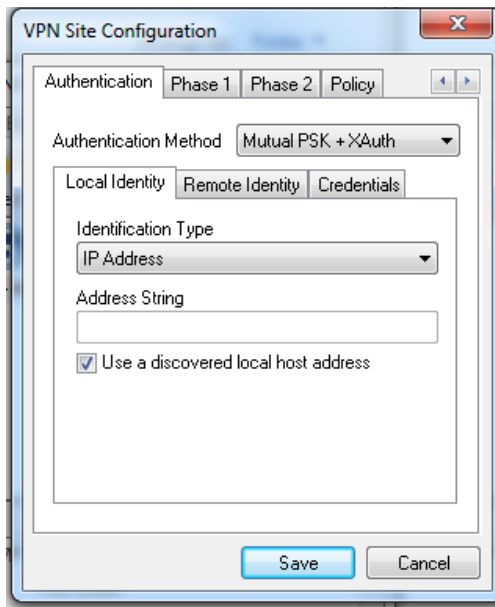 VPN Site Configuration
Authentication Phase 1 Phase 2 Policy
Authentication Method Mutual PSK + XAuth
Local Identity Remote Identity Credentials
Identification Type
IP Address
Address String
Use a discovered local host address
Save Cancel